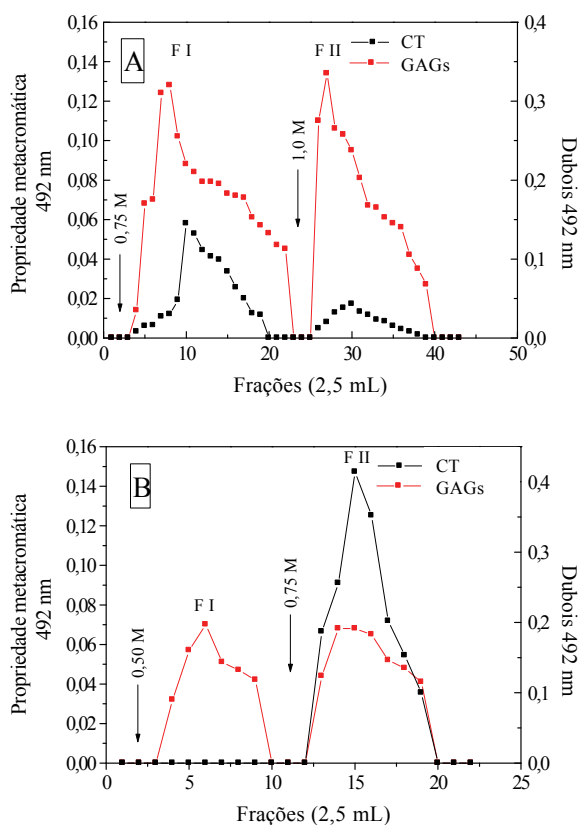 A
F I
F II
CT
GAGs
0,75 M
1,0 M
0,16
0,14
0,12
0,10
0,08
0,06
0,04
0,02
0,00
0,4
0,3
0,2
0,1
0,0
0
10
20
30
40
50
Propriedade metacromática
492 nm
Dubois 492 nm
Frações (2,5 mL)
B
F I
F II
CT
GAGs
0,50 M
0,75 M
0,16
0,14
0,12
0,10
0,08
0,06
0,04
0,02
0,00
0,4
0,3
0,2
0,1
0,0
0
5
10
15
20
25
Propriedade metacromática
492 nm
Dubois 492 nm
Frações (2,5 mL)